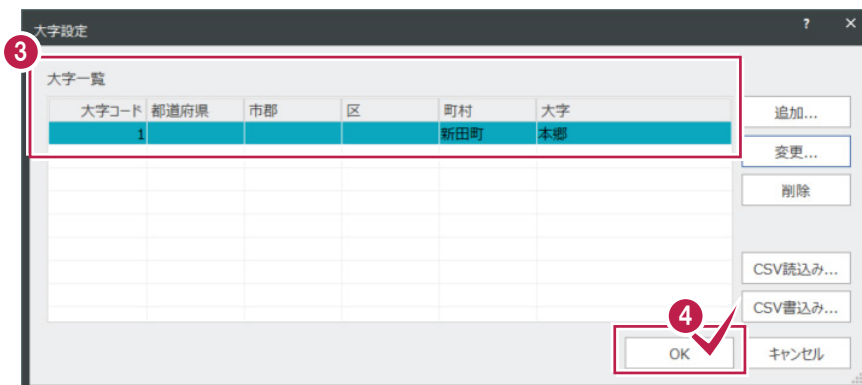 大字設定 ? ×
3
大字一覧
大字コード 都道府県 市郡 区 町村 大字
1 新田町 本郷
追加...
変更...
削除
CSV読込み...
CSV書込み...
4
OK キャンセル